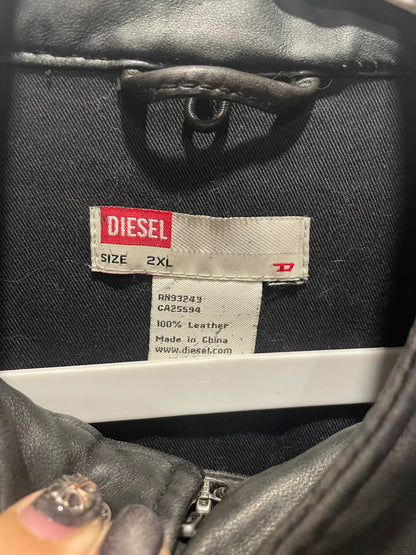 DIESEL
SIZE 2XL
RN93243
CA25594
100% Leather
Made in China
www.diesel.com